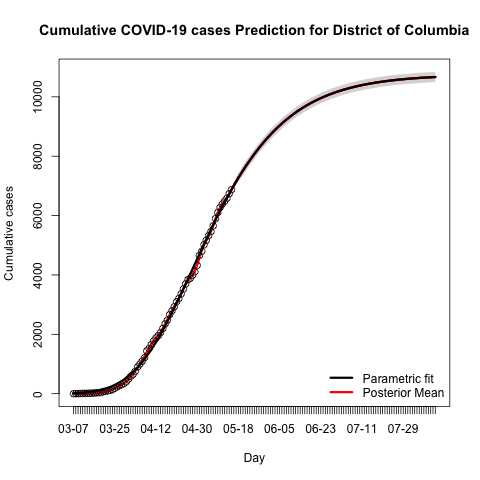 Cumulative COVID-19 cases Prediction for District of Columbia
Cumulative cases
10000
8000
6000
4000
2000
0
Parametric fit
Posterior Mean
03-07 03-25 04-12 04-30 05-18 06-05 06-23 07-11 07-29
Day